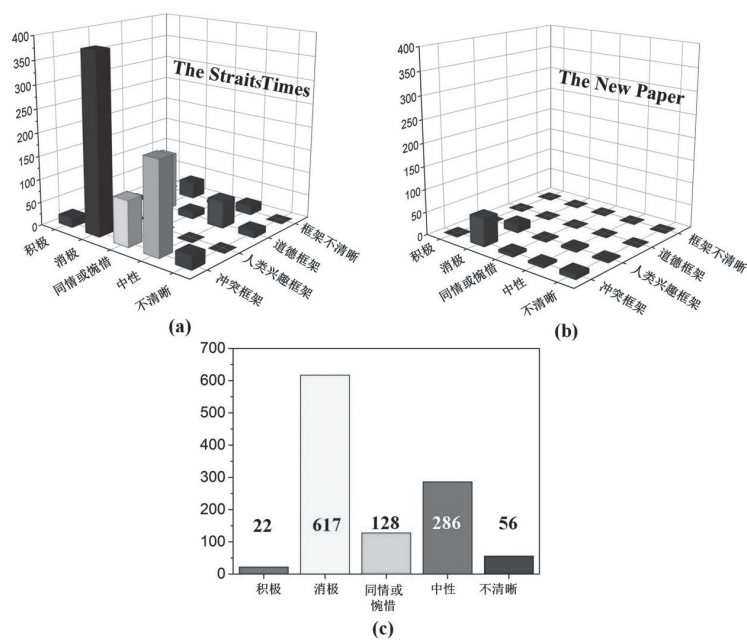 400
350
300
250
200
150
100
50
0
The StraitsTimes
积极
消极
同情或惋惜
中性
不清晰
冲突框架
人类兴趣框架
道德框架
框架不清晰
(a)
400
350
300
250
200
150
100
50
0
The New Paper
积极
消极
同情或惋惜
中性
不清晰
冲突框架
人类兴趣框架
道德框架
框架不清晰
(b)
700
600
500
400
300
200
100
0
22
617
128
286
56
积极
消极
同情或
惋惜
中性
不清晰
(c)